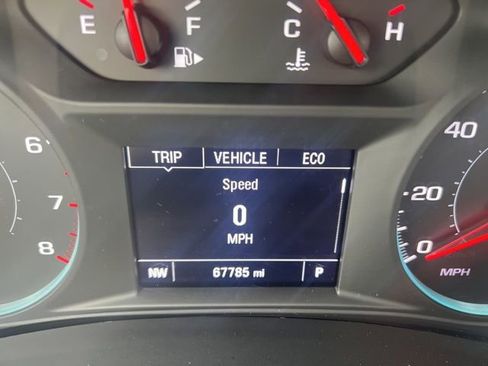 E F C H
TRIP VEHICLE ECO
Speed
0
MPH
NW 67785 mi P
6
7
8
40
20
0
MPH